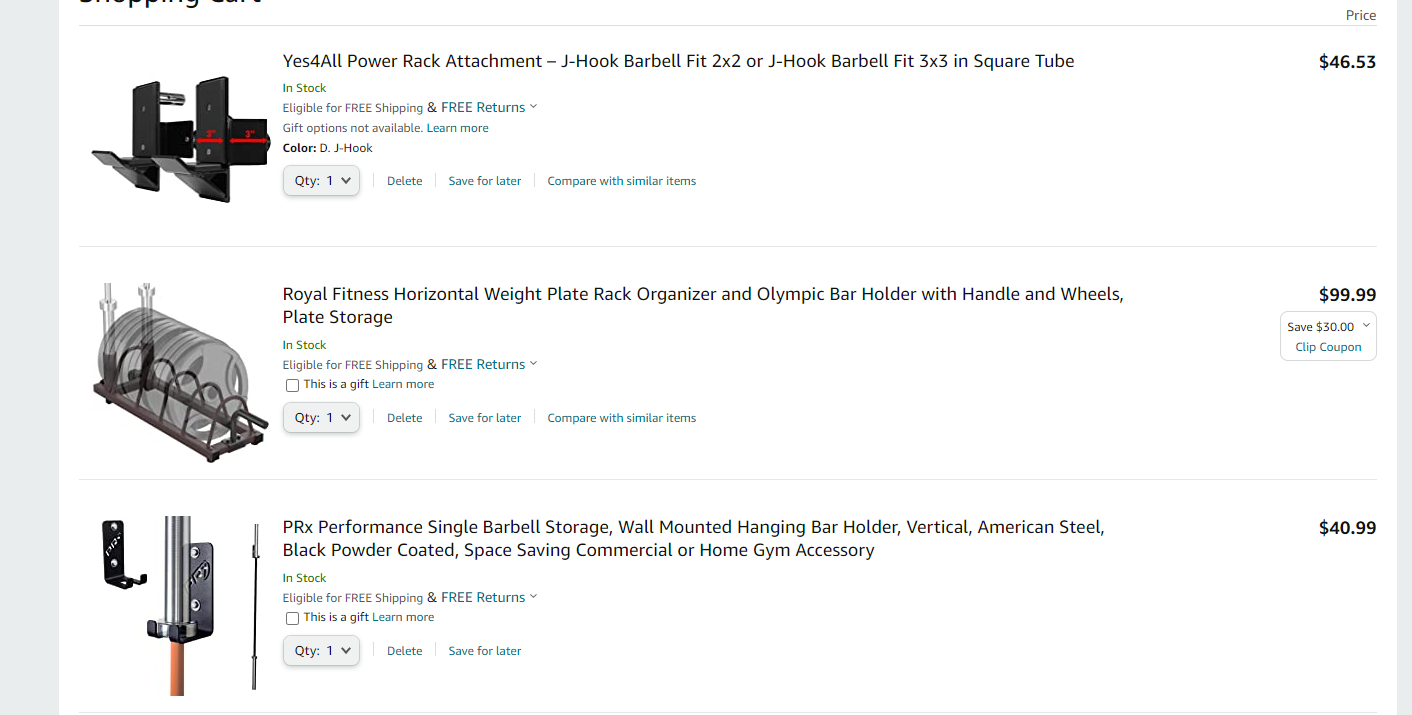 Shopping Cart
Price
Yes4All Power Rack Attachment – J-Hook Barbell Fit 2x2 or J-Hook Barbell Fit 3x3 in Square Tube
$46.53
In Stock
Eligible for FREE Shipping & FREE Returns
Gift options not available. Learn more
Color: D. J-Hook
3" 3"
Qty: 1 Delete Save for later Compare with similar items
Royal Fitness Horizontal Weight Plate Rack Organizer and Olympic Bar Holder with Handle and Wheels,
Plate Storage
$99.99
Save $30.00
Clip Coupon
In Stock
Eligible for FREE Shipping & FREE Returns
This is a gift Learn more
Qty: 1 Delete Save for later Compare with similar items
PRx Performance Single Barbell Storage, Wall Mounted Hanging Bar Holder, Vertical, American Steel,
Black Powder Coated, Space Saving Commercial or Home Gym Accessory
$40.99
In Stock
Eligible for FREE Shipping & FREE Returns
This is a gift Learn more
PRx
PRx
Qty: 1 Delete Save for later